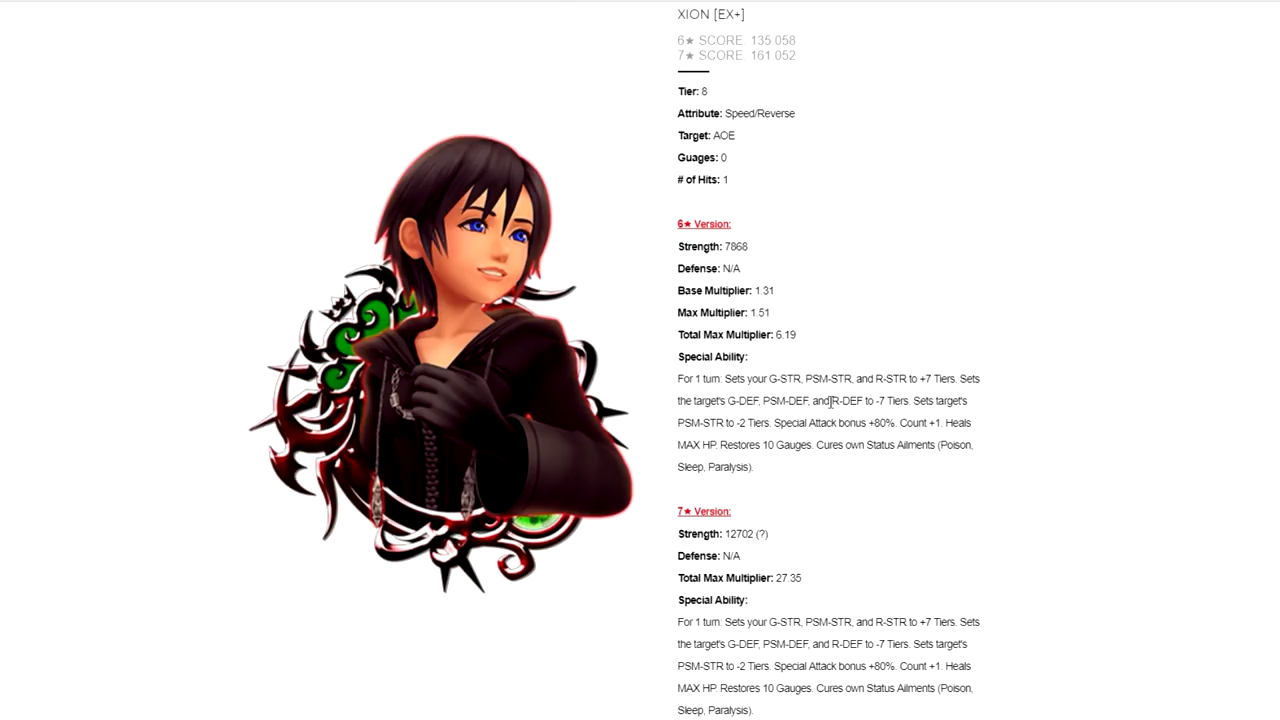 XION [EX+]
6★ SCORE: 135 058
7★ SCORE: 161 052
Tier: 8
Attribute: Speed/Reverse
Target: AOE
Guages: 0
# of Hits: 1
6★ Version:
Strength: 7868
Defense: N/A
Base Multiplier: 1.31
Max Multiplier: 1.51
Total Max Multiplier: 6.19
Special Ability:
For 1 turn: Sets your G-STR, PSM-STR, and R-STR to +7 Tiers. Sets
the target's G-DEF, PSM-DEF, and R-DEF to -7 Tiers. Sets target's
PSM-STR to -2 Tiers. Special Attack bonus +80%. Count +1. Heals
MAX HP. Restores 10 Gauges. Cures own Status Ailments (Poison,
Sleep, Paralysis).
7★ Version:
Strength: 12702 (?)
Defense: N/A
Total Max Multiplier: 27.35
Special Ability:
For 1 turn: Sets your G-STR, PSM-STR, and R-STR to +7 Tiers. Sets
the target's G-DEF, PSM-DEF, and R-DEF to -7 Tiers. Sets target's
PSM-STR to -2 Tiers. Special Attack bonus +80%. Count +1. Heals
MAX HP. Restores 10 Gauges. Cures own Status Ailments (Poison,
Sleep, Paralysis).